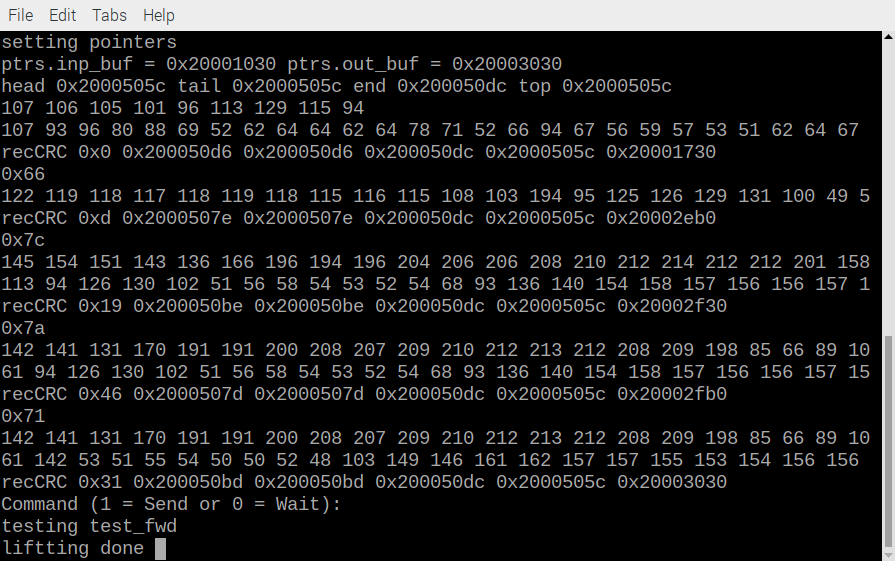 File Edit Tabs Help
setting pointers
ptrs.inp_buf = 0x20001030 ptrs.out_buf = 0x20003030
head 0x2000505c tail 0x2000505c end 0x200050dc top 0x2000505c
107 106 105 101 96 113 129 115 94
107 93 96 80 88 69 52 62 64 64 62 64 78 71 52 66 94 67 56 59 57 53 51 62 64 67
recCRC 0x0 0x200050d6 0x200050d6 0x200050dc 0x2000505c 0x20001730
0x66
122 119 118 117 118 119 118 115 116 115 108 103 194 95 125 126 129 131 100 49 5
recCRC 0xd 0x2000507e 0x2000507e 0x200050dc 0x2000505c 0x20002eb0
0x7c
145 154 151 143 136 166 196 194 196 204 206 206 208 210 212 214 212 212 201 158
113 94 126 130 102 51 56 58 54 53 52 54 68 93 136 140 154 158 157 156 156 157 1
recCRC 0x19 0x200050be 0x200050be 0x200050dc 0x2000505c 0x20002f30
0x7a
142 141 131 170 191 191 200 208 207 209 210 212 213 212 208 209 198 85 66 89 10
61 94 126 130 102 51 56 58 54 53 52 54 68 93 136 140 154 158 157 156 156 157 15
recCRC 0x46 0x2000507d 0x2000507d 0x200050dc 0x2000505c 0x20002fb0
0x71
142 141 131 170 191 191 200 208 207 209 210 212 213 212 208 209 198 85 66 89 10
61 142 53 51 55 54 50 50 52 48 103 149 146 161 162 157 157 155 153 154 156 156
recCRC 0x31 0x200050bd 0x200050bd 0x200050dc 0x2000505c 0x20003030
Command (1 = Send or 0 = Wait):
testing test_fwd
liftting done